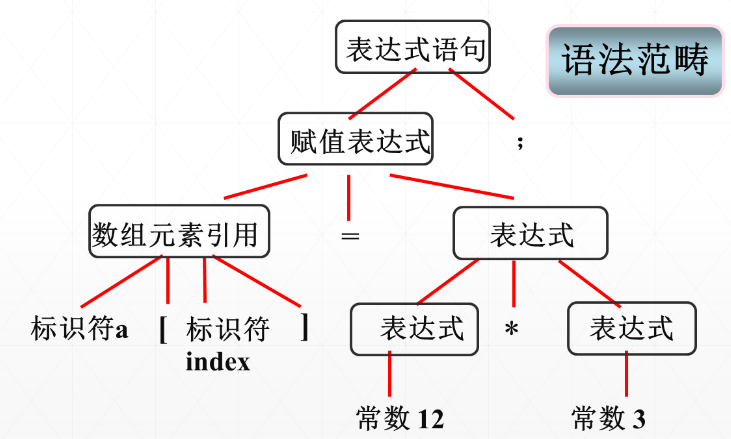 表达式语句
语法范畴
赋值表达式
;
数组元素引用
=
表达式
标识符a
[
标识符
index
]
表达式
*
表达式
常数 12
常数 3